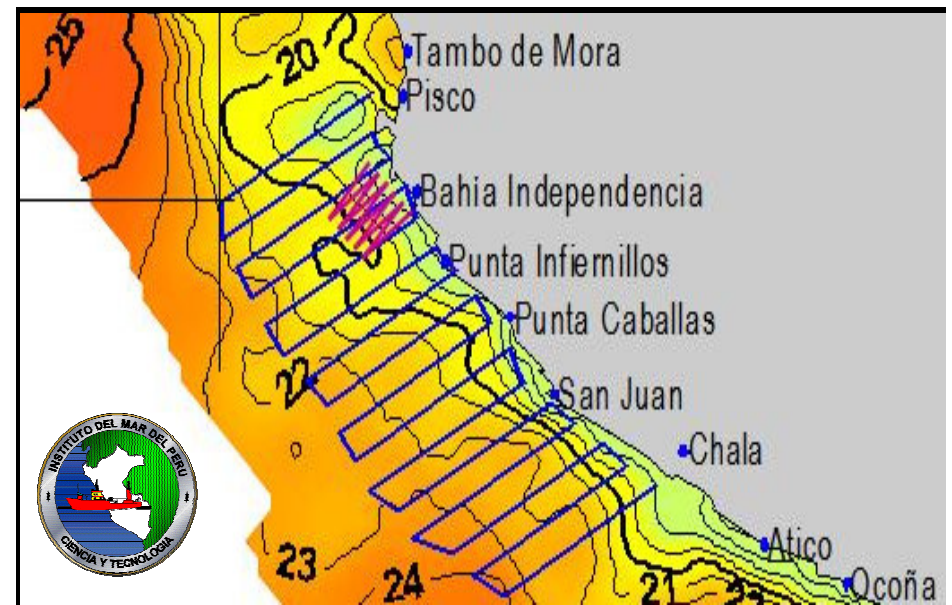 25
20
Tambo de Mora
Pisco
Bahia Independencia
Punta Infiernillos
Punta Caballas
22
San Juan
INSTITUTO DEL MAR DEL PERU
CIENCIA Y TECNOLOGIA
Chala
Atico
23
24
21
Ocoña